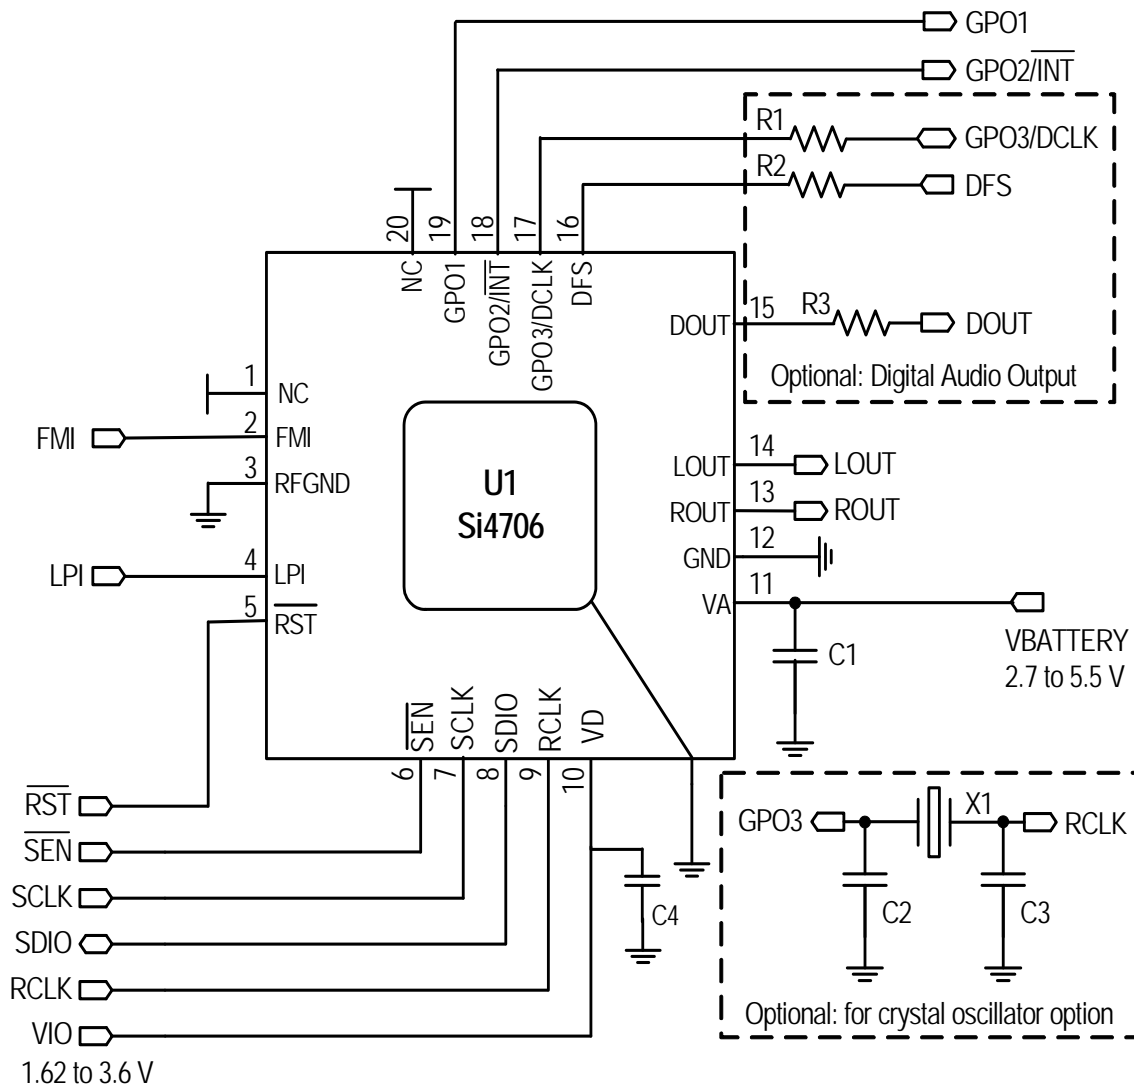 GPO1
GPO2/INT
R1
GPO3/DCLK
R2
DFS
20
19
18
17
16
NC
GPO1
GPO2/INT
GPO3/DCLK
DFS
DOUT
15
R3
DOUT
Optional: Digital Audio Output
1
NC
FMI
2
FMI
3
RFGND
U1
Si4706
LOUT
14
LOUT
ROUT
13
ROUT
GND
12
LPI
4
LPI
VA
11
5
RST
VBATTERY
2.7 to 5.5 V
C1
SEN
SCLK
SDIO
RCLK
VD
6
7
8
9
10
RST
SEN
SCLK
SDIO
RCLK
VIO
1.62 to 3.6 V
C4
GPO3
X1
RCLK
C2
C3
Optional: for crystal oscillator option